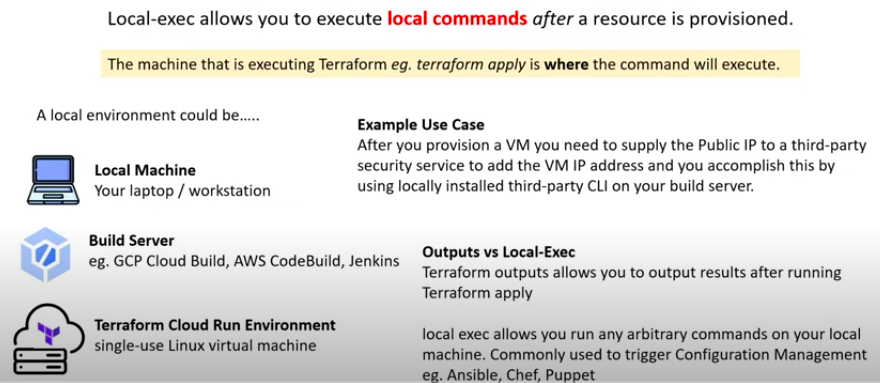 Local-exec allows you to execute local commands after a resource is provisioned.
The machine that is executing Terraform eg. terraform apply is where the command will execute.
A local environment could be.....
Local Machine
Your laptop / workstation
Build Server
eg. GCP Cloud Build, AWS CodeBuild, Jenkins
Terraform Cloud Run Environment
single-use Linux virtual machine
Example Use Case
After you provision a VM you need to supply the Public IP to a third-party
security service to add the VM IP address and you accomplish this by
using locally installed third-party CLI on your build server.
Outputs vs Local-Exec
Terraform outputs allows you to output results after running
Terraform apply
local exec allows you run any arbitrary commands on your local
machine. Commonly used to trigger Configuration Management
eg. Ansible, Chef, Puppet